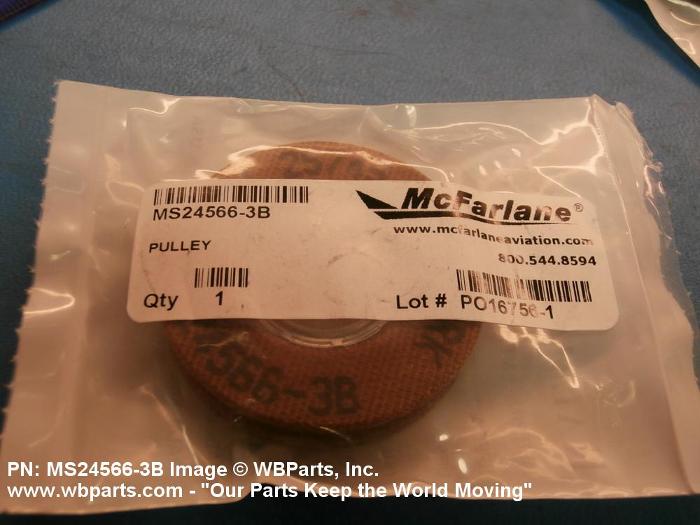 MS24566-3B
McFarlane®
www.mcfarlaneaviation.com
PULLEY
800.544.8594
Qty 1
Lot # PO16756-1
566-3B
PN: MS24566-3B Image © WBParts, Inc.
www.wbparts.com - "Our Parts Keep the World Moving"